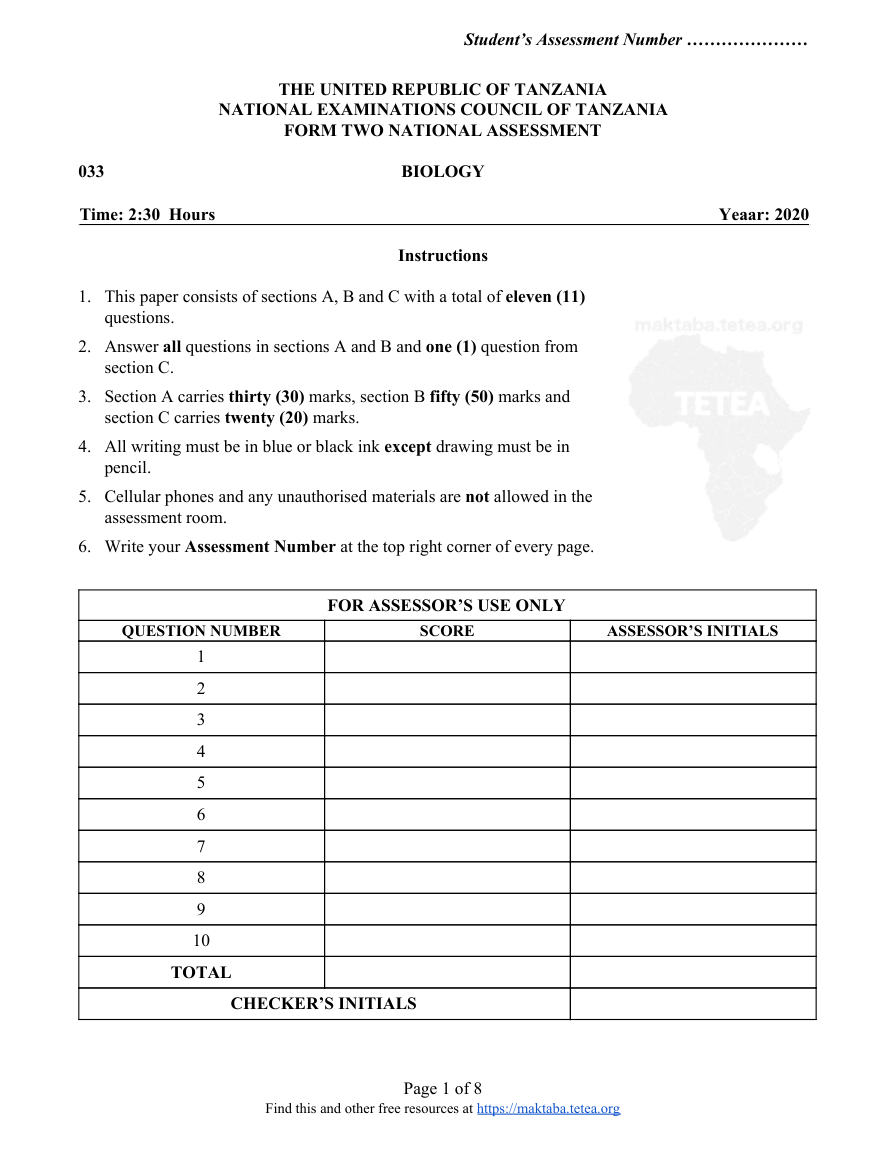 Student's Assessment Number …………………
THE UNITED REPUBLIC OF TANZANIA
NATIONAL EXAMINATIONS COUNCIL OF TANZANIA
FORM TWO NATIONAL ASSESSMENT
033 BIOLOGY
Time: 2:30 Hours Yeaar: 2020
Instructions
1. This paper consists of sections A, B and C with a total of eleven (11)
questions.
2. Answer all questions in sections A and B and one (1) question from
section C.
3. Section A carries thirty (30) marks, section B fifty (50) marks and
section C carries twenty (20) marks.
4. All writing must be in blue or black ink except drawing must be in
pencil.
5. Cellular phones and any unauthorised materials are not allowed in the
assessment room.
6. Write your Assessment Number at the top right corner of every page.
maktaba.tetea.org
TETEA
FOR ASSESSOR'S USE ONLY
QUESTION NUMBER SCORE ASSESSOR'S INITIALS
1
2
3
4
5
6
7
8
9
10
TOTAL
CHECKER'S INITIALS
Page 1 of 8
Find this and other free resources at https://maktaba.tetea.org